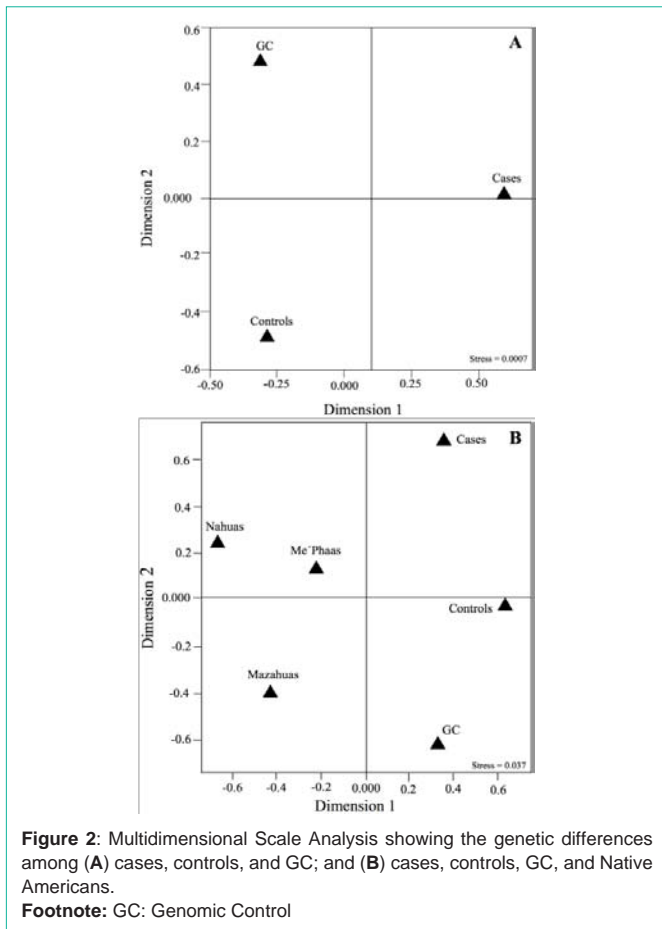 0.6
GC
A
0.4
0.2
Cases
0.000
Dimension 2
-0.2
-0.4
Controls
-0.6
Stress = 0.0007
-0.50
-0.25
0.000
0.25
0.50
Dimension 1
B
Cases
0.6
0.4
Nahuas
0.2
Me´Phaas
0.000
Controls
Dimension 2
-0.2
Mazahuas
-0.4
GC
-0.6
Stress = 0.037
-0.6
-0.4
-0.2
0.000
0.2
0.4
0.6
Dimension 1
Figure 2: Multidimensional Scale Analysis showing the genetic differences
among (A) cases, controls, and GC; and (B) cases, controls, GC, and Native
Americans.
Footnote: GC: Genomic Control